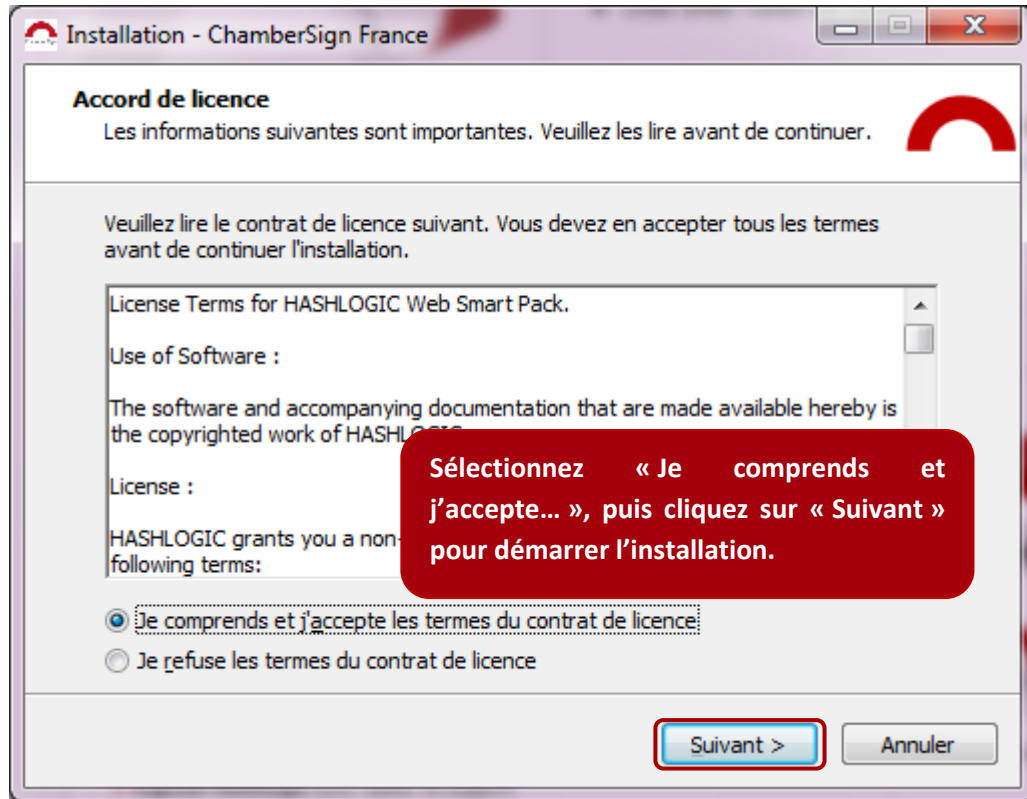 Installation - ChamberSign France
Accord de licence
Les informations suivantes sont importantes. Veuillez les lire avant de continuer.
Veuillez lire le contrat de licence suivant. Vous devez en accepter tous les termes
avant de continuer l'installation.
License Terms for HASHLOGIC Web Smart Pack.
Use of Software :
The software and accompanying documentation that are made available hereby is
the copyrighted work of HASHLOGIC
License :
HASHLOGIC grants you a non-
following terms:
Sélectionnez « Je comprends et
j’accepte… », puis cliquez sur « Suivant »
pour démarrer l’installation.
Je comprends et j'accepte les termes du contrat de licence
Je refuse les termes du contrat de licence
Suivant >
Annuler